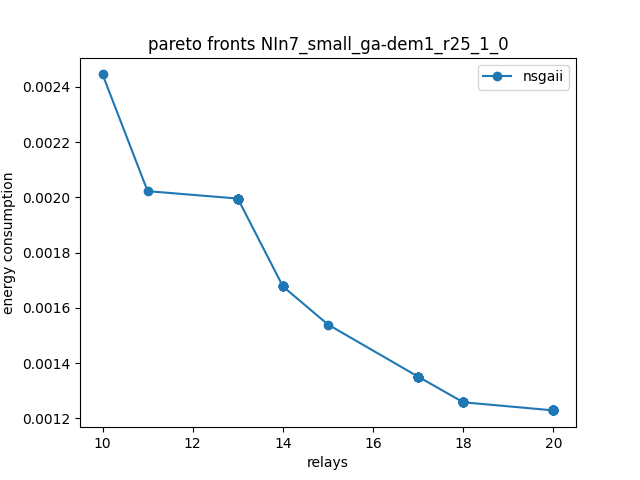 pareto fronts NIn7_small_ga-dem1_r25_1_0
nsgaii
0.0024
0.0022
0.0020
0.0018
0.0016
0.0014
0.0012
energy consumption
10 12 14 16 18 20
relays